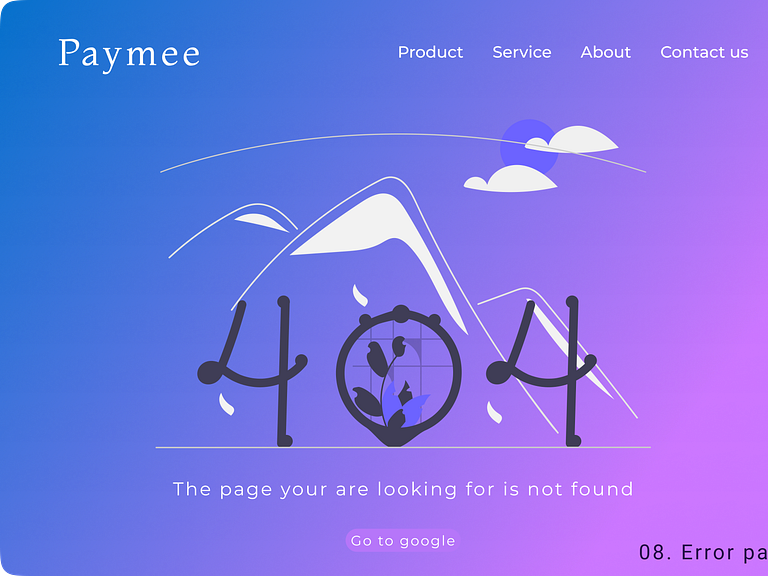 Paymee
Product Service About Contact us
404
The page your are looking for is not found
Go to google
08. Error pa